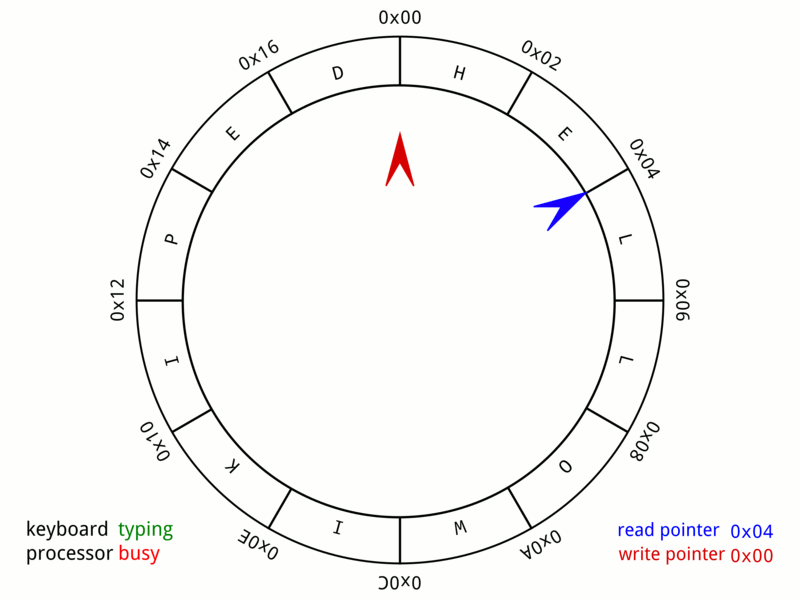 0x00
0x02
0x04
0x06
0x08
0x0A
0x0C
0x0E
0x10
0x12
0x14
0x16
H
E
L
L
O
W
I
K
I
P
E
D
keyboard typing
processor busy
read pointer 0x04
write pointer 0x00